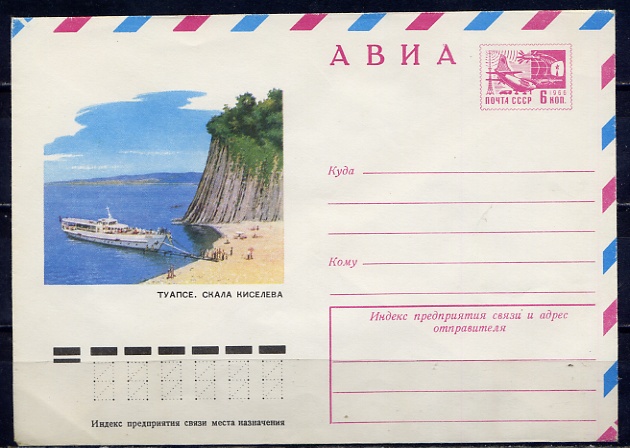 АВИА
1966
ПОЧТА СССР 6 КОП.
Куда
Кому
ТУАПСЕ. СКАЛА КИСЕЛЕВА
Индекс предприятия связи и адрес
отправителя
Индекс предприятия связи места назначения